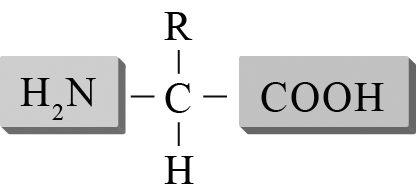 R
H₂N – C – COOH
H